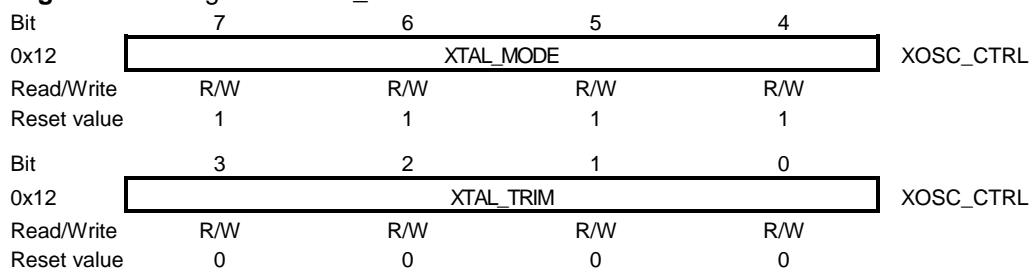 Bit 7 6 5 4
0x12 XTAL_MODE XOSC_CTRL
Read/Write R/W R/W R/W R/W
Reset value 1 1 1 1
Bit 3 2 1 0
0x12 XTAL_TRIM XOSC_CTRL
Read/Write R/W R/W R/W R/W
Reset value 0 0 0 0